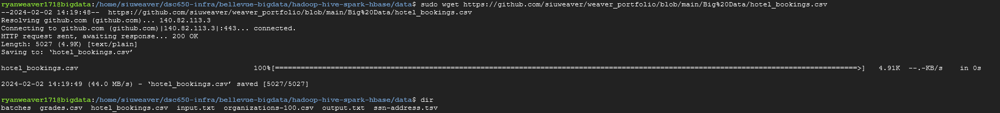 ryanweaver171@bigdata:/home/siuweaver/dsc650-infra/bellevue-bigdata/hadoop-hive-spark-hbase/data$ sudo wget https://github.com/siuweaver/weaver_portfolio/blob/main/Big%20Data/hotel_bookings.csv
--2024-02-02 14:19:48--  https://github.com/siuweaver/weaver_portfolio/blob/main/Big%20Data/hotel_bookings.csv
Resolving github.com (github.com)... 140.82.113.3
Connecting to github.com (github.com)|140.82.113.3|:443... connected.
HTTP request sent, awaiting response... 200 OK
Length: 5027 (4.9K) [text/plain]
Saving to: ‘hotel_bookings.csv’
hotel_bookings.csv 100%[========================================================================================================================================>] 4.91K --.-KB/s in 0s
2024-02-02 14:19:49 (44.0 MB/s) - ‘hotel_bookings.csv’ saved [5027/5027]
ryanweaver171@bigdata:/home/siuweaver/dsc650-infra/bellevue-bigdata/hadoop-hive-spark-hbase/data$ dir
batches  grades.csv  hotel_bookings.csv  input.txt  organizations-100.csv  output.txt  ssn-address.tsv